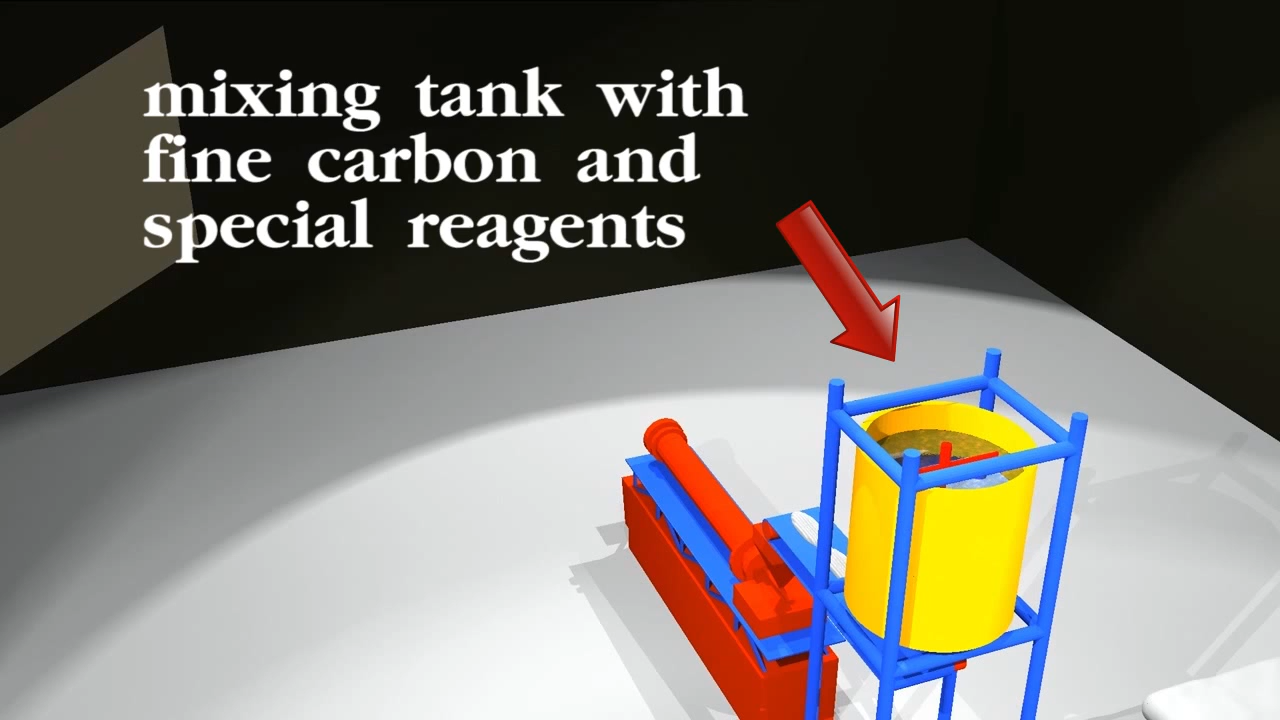 mixing tank with
fine carbon and
special reagents